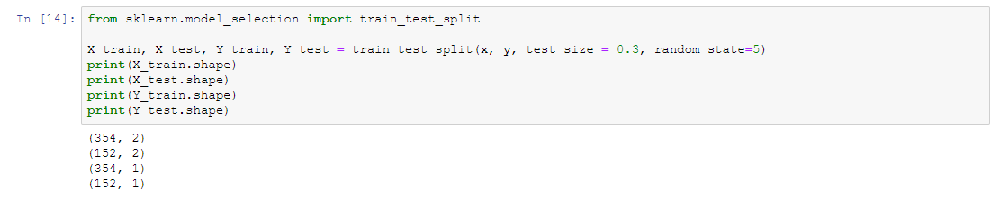 In [14]: from sklearn.model_selection import train_test_split
X_train, X_test, Y_train, Y_test = train_test_split(x, y, test_size = 0.3, random_state=5)
print(X_train.shape)
print(X_test.shape)
print(Y_train.shape)
print(Y_test.shape)
(354, 2)
(152, 2)
(354, 1)
(152, 1)